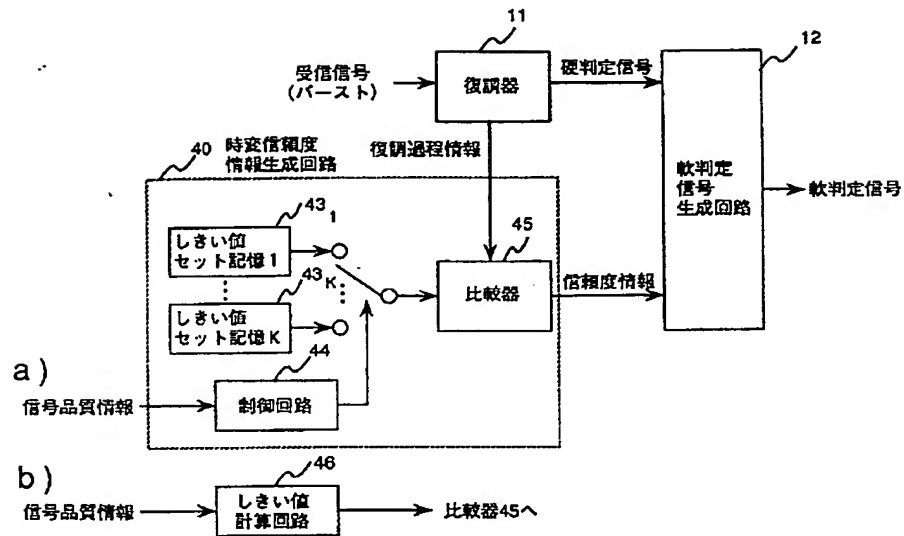 11
12
受信信号
(バースト)
復調器
硬判定信号
40
時変信頼度
情報生成回路
復調過程情報
軟判定
信号
生成回路
軟判定信号
43₁
しきい値
セット記憶1
43K
しきい値
セット記憶K
45
比較器
信頼度情報
a)
44
信号品質情報
制御回路
b)
46
信号品質情報
しきい値
計算回路
比較器45へ